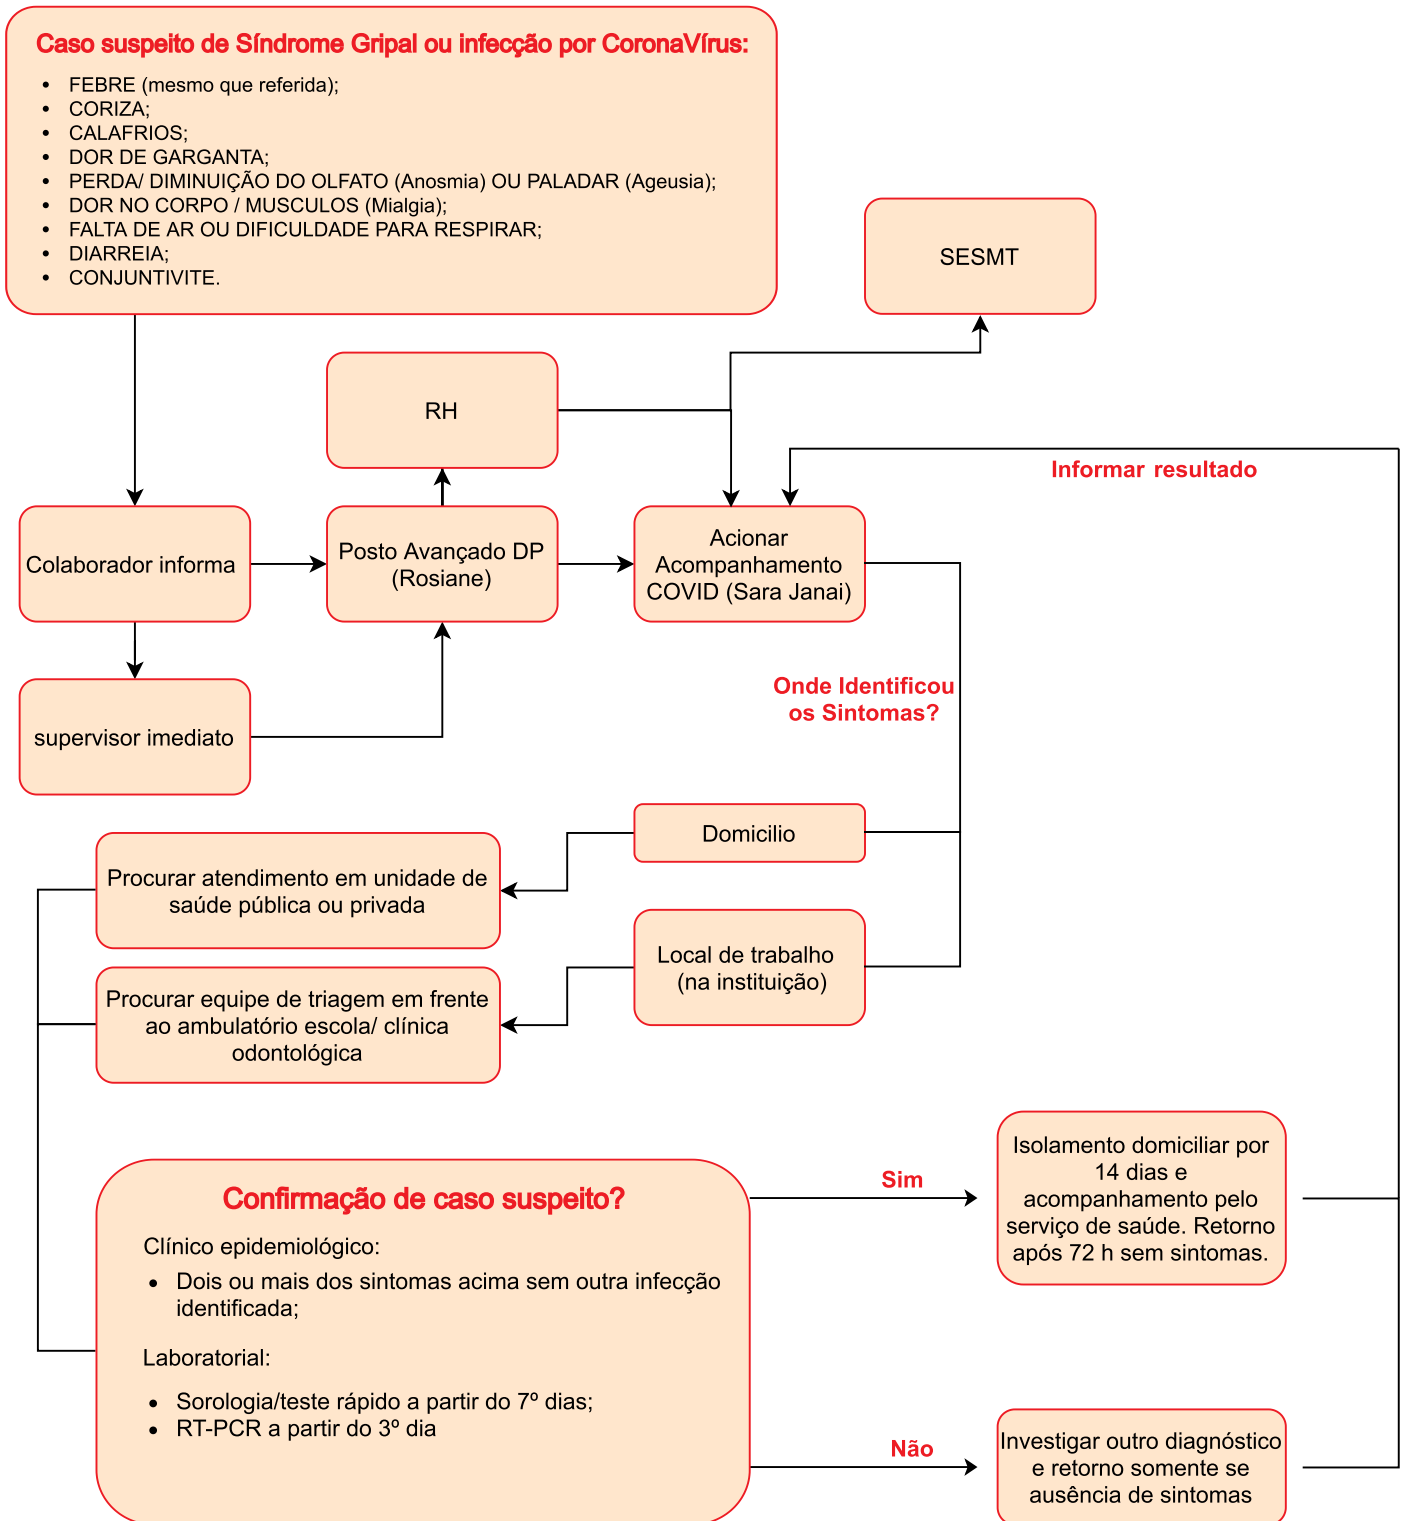 Caso suspeito de Síndrome Gripal ou infecção por CoronaVírus:
• FEBRE (mesmo que referida);
• CORIZA;
• CALAFRIOS;
• DOR DE GARGANTA;
• PERDA/ DIMINUIÇÃO DO OLFATO (Anosmia) OU PALADAR (Ageusia);
• DOR NO CORPO / MUSCULOS (Mialgia);
• FALTA DE AR OU DIFICULDADE PARA RESPIRAR;
• DIARREIA;
• CONJUNTIVITE.
SESMT
RH
Informar resultado
Colaborador informa
Posto Avançado DP
(Rosiane)
Acionar
Acompanhamento
COVID (Sara Janai)
Onde Identificou
os Sintomas?
supervisor imediato
Domicilio
Procurar atendimento em unidade de
saúde pública ou privada
Local de trabalho
(na instituição)
Procurar equipe de triagem em frente
ao ambulatório escola/ clínica
odontológica
Confirmação de caso suspeito?
Clínico epidemiológico:
• Dois ou mais dos sintomas acima sem outra infecção
identificada;
Laboratorial:
• Sorologia/teste rápido a partir do 7º dias;
• RT-PCR a partir do 3º dia
Sim
Isolamento domiciliar por
14 dias e
acompanhamento pelo
serviço de saúde. Retorno
após 72 h sem sintomas.
Não
Investigar outro diagnóstico
e retorno somente se
ausência de sintomas